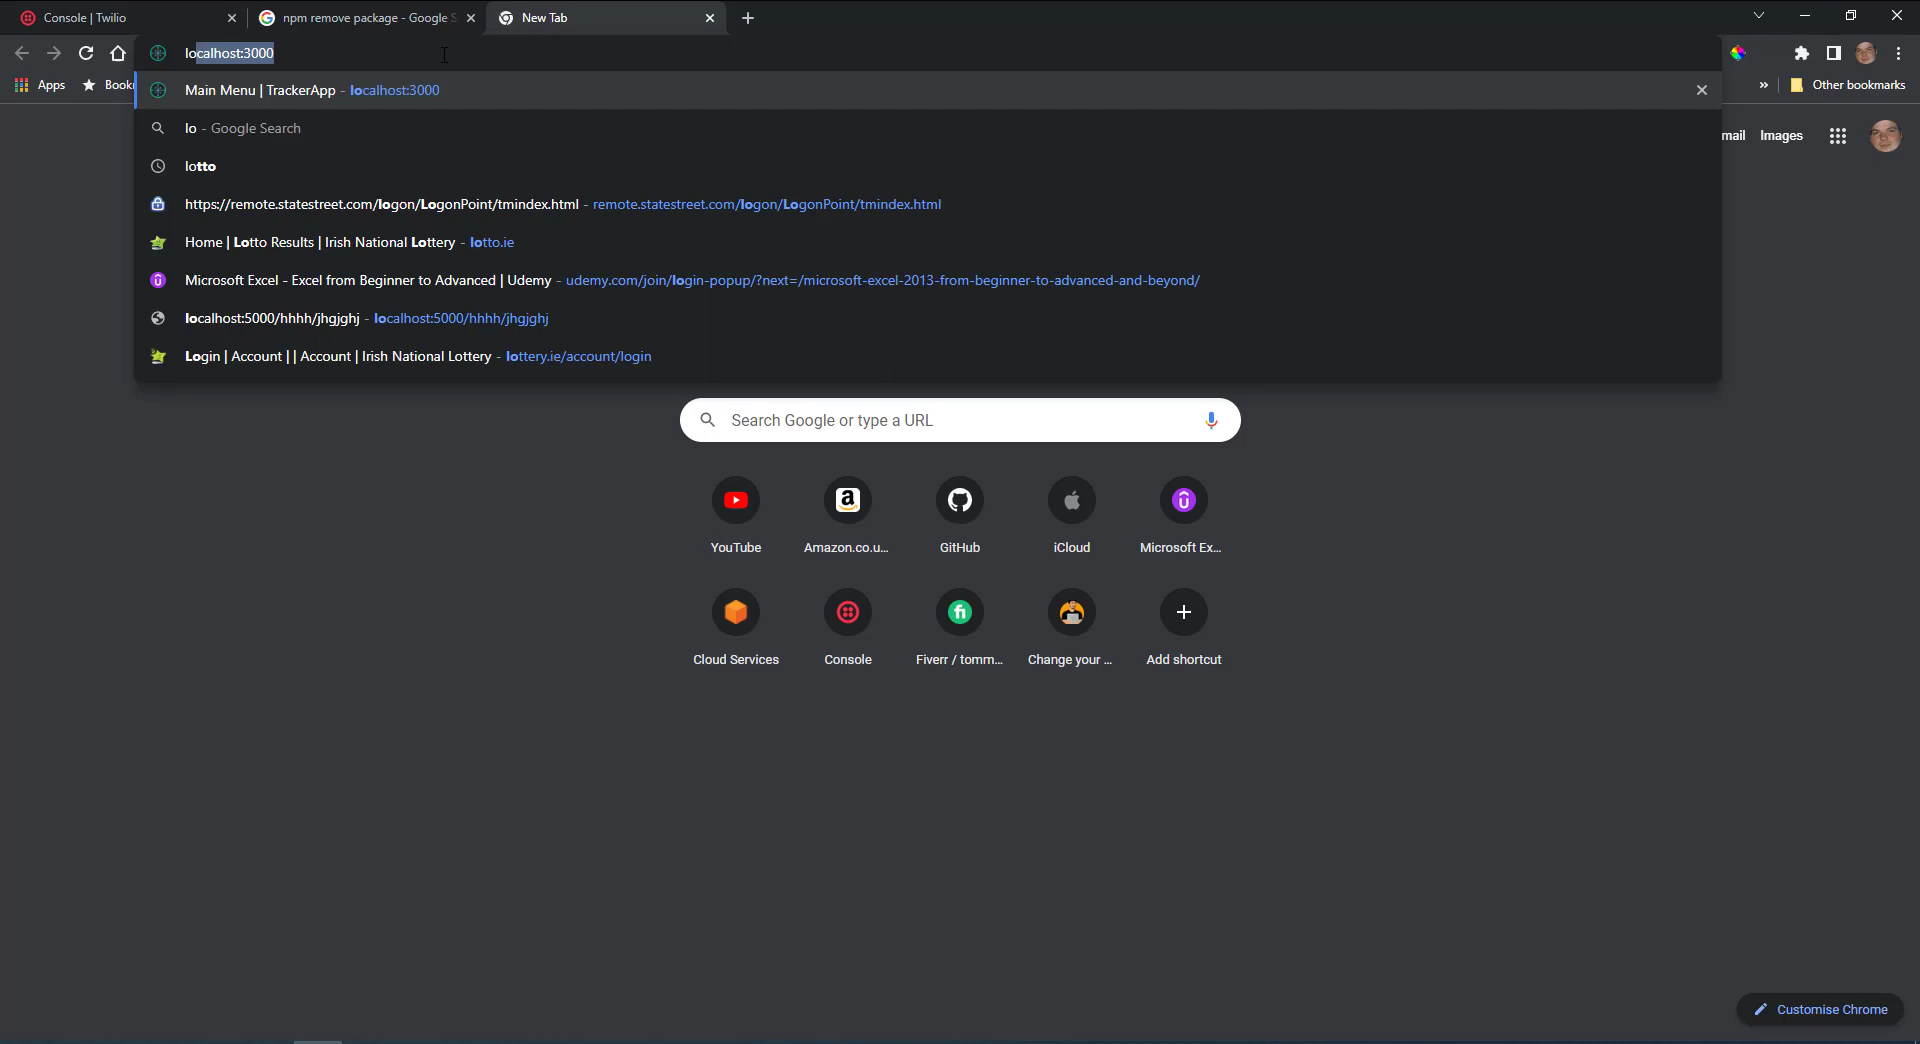 Console | Twilio
npm remove package - Google S
New Tab
localhost:3000
Apps
Bookm
Other bookmarks
Main Menu | TrackerApp - localhost:3000
lo - Google Search
lotto
https://remote.statestreet.com/logon/LogonPoint/tmindex.html - remote.statestreet.com/logon/LogonPoint/tmindex.html
Home | Lotto Results | Irish National Lottery - lotto.ie
Microsoft Excel - Excel from Beginner to Advanced | Udemy - udemy.com/join/login-popup/?next=/microsoft-excel-2013-from-beginner-to-advanced-and-beyond/
localhost:5000/hhhh/jhgjghj - localhost:5000/hhhh/jhgjghj
Login | Account | | Account | Irish National Lottery - lottery.ie/account/login
mail Images
Search Google or type a URL
YouTube
Amazon.co.u...
GitHub
iCloud
Microsoft Ex...
Cloud Services
Console
Fiverr / tomm...
Change your ...
Add shortcut
Customise Chrome